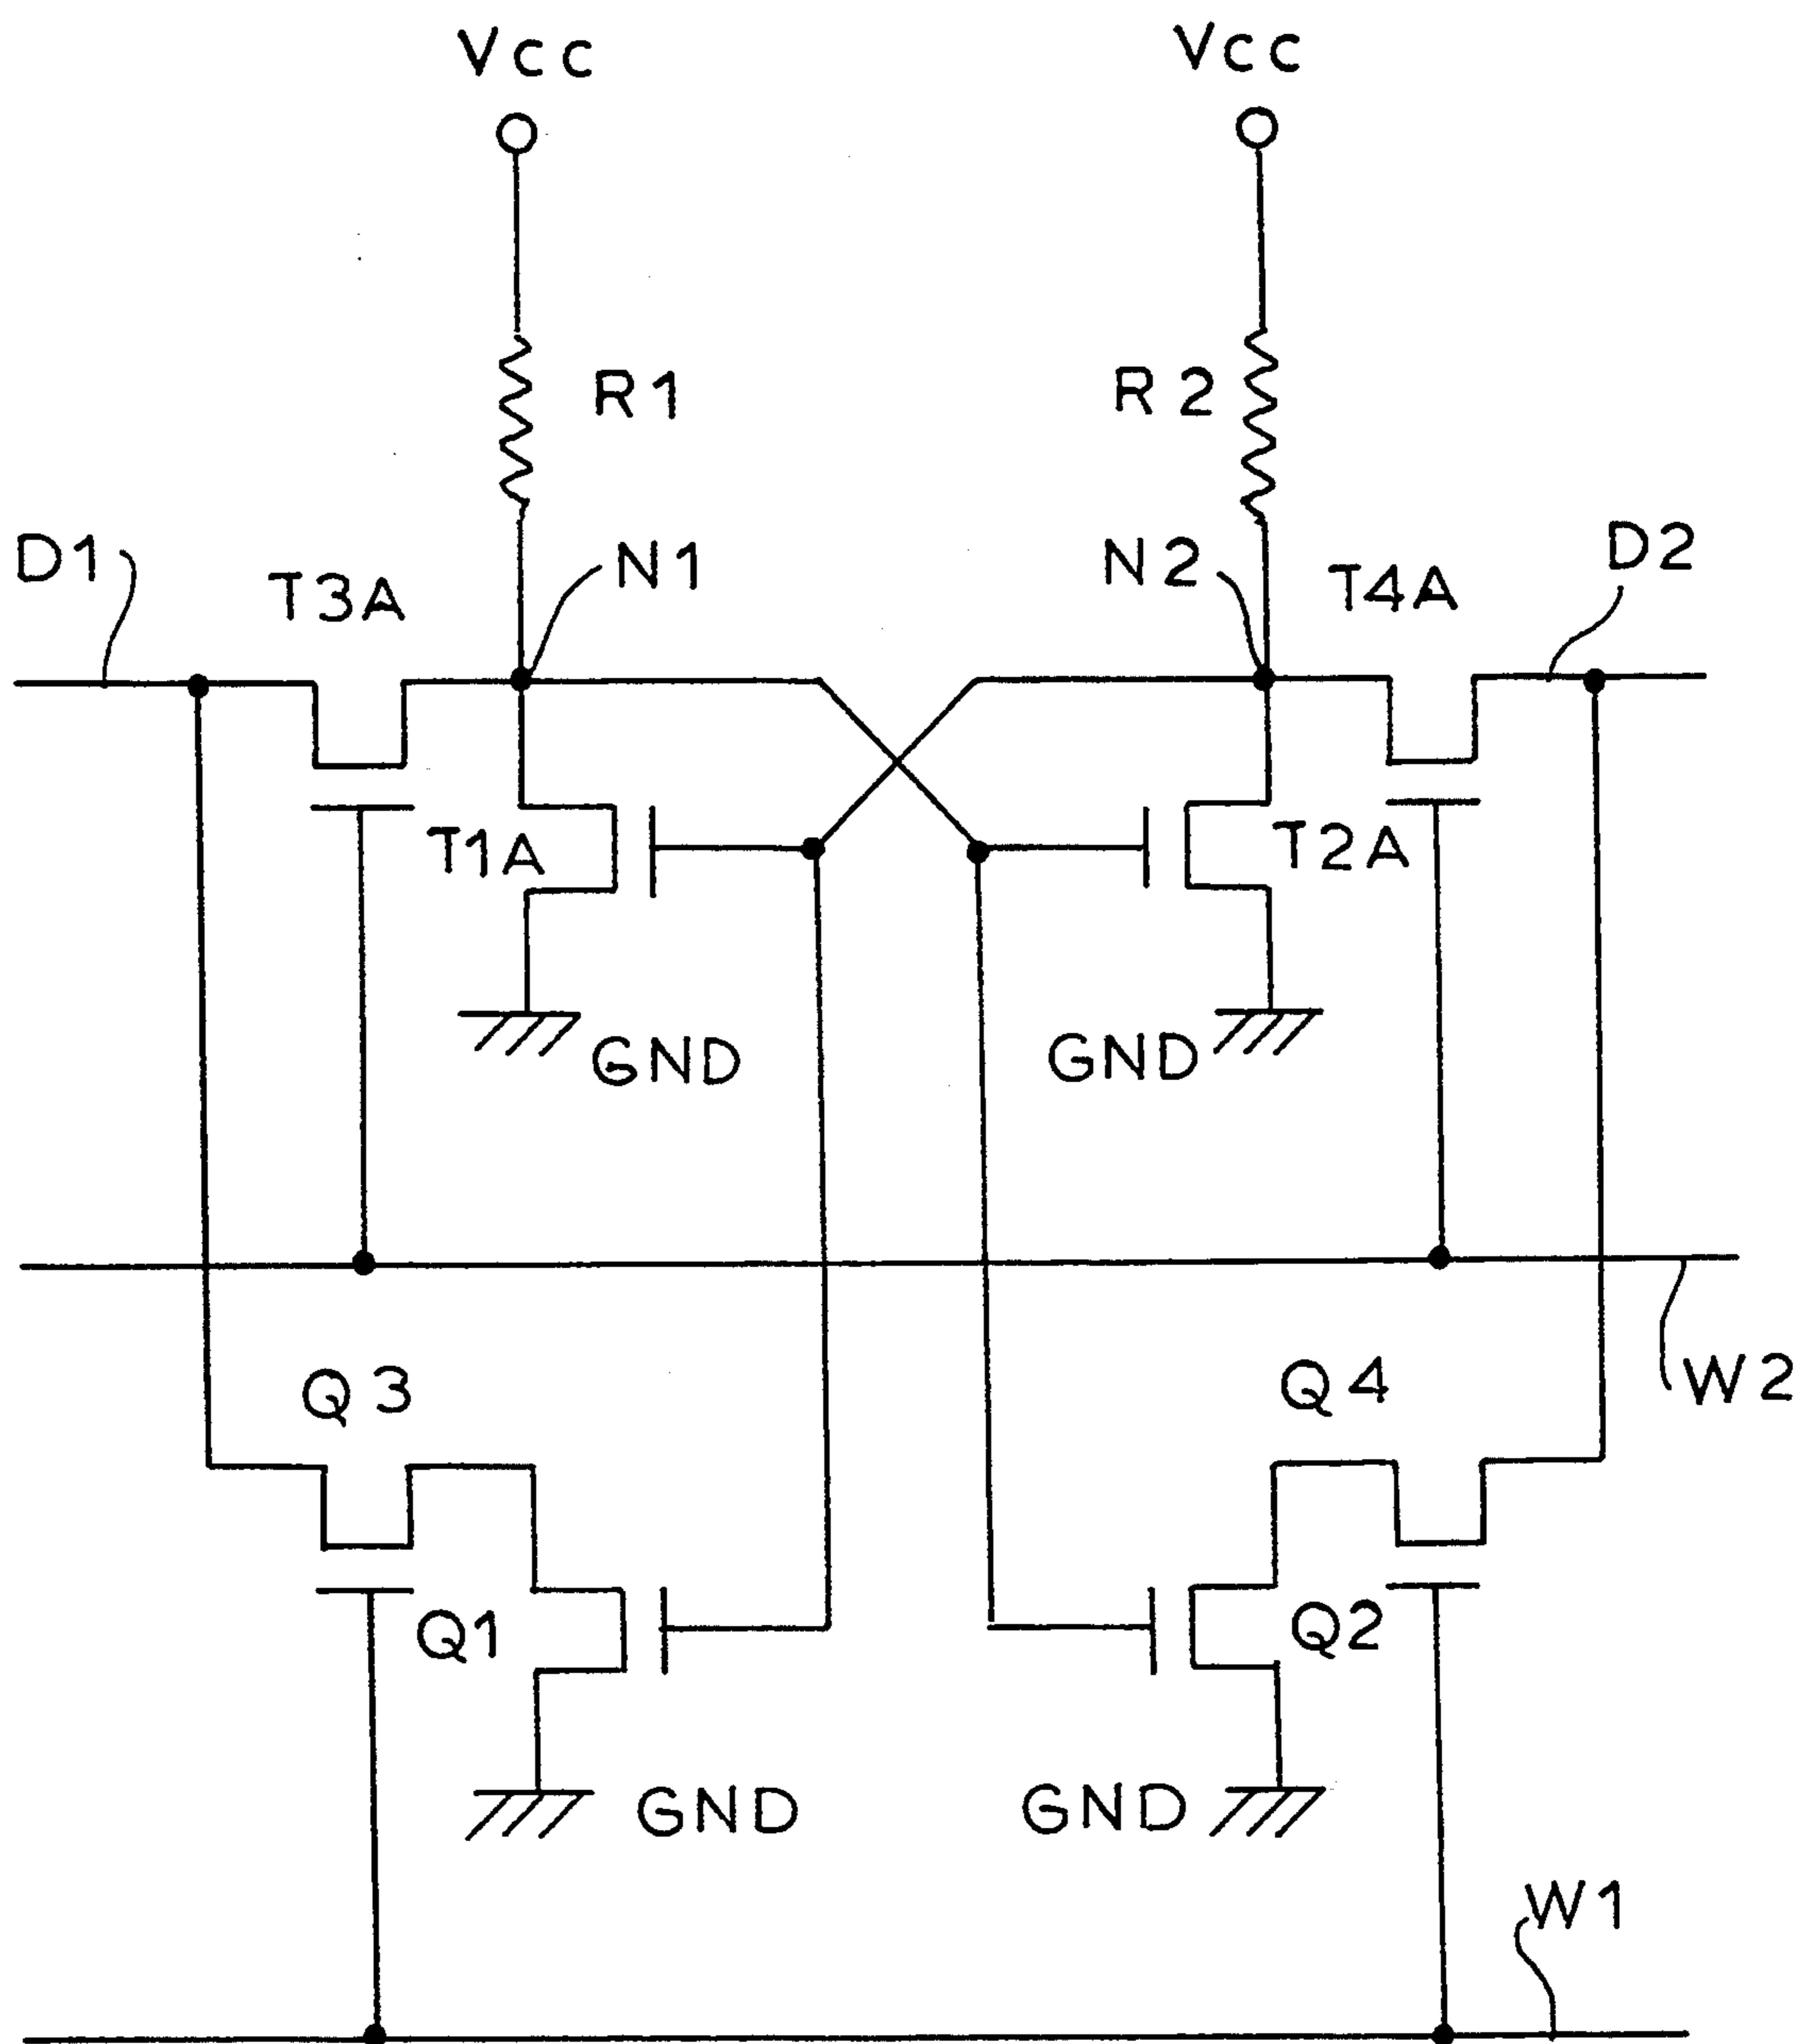 Vcc Vcc
R1 R2
D1 T3A N1 N2 T4A D2
T1A T2A
GND GND
Q3 Q4 W2
Q1 Q2
GND GND
W1